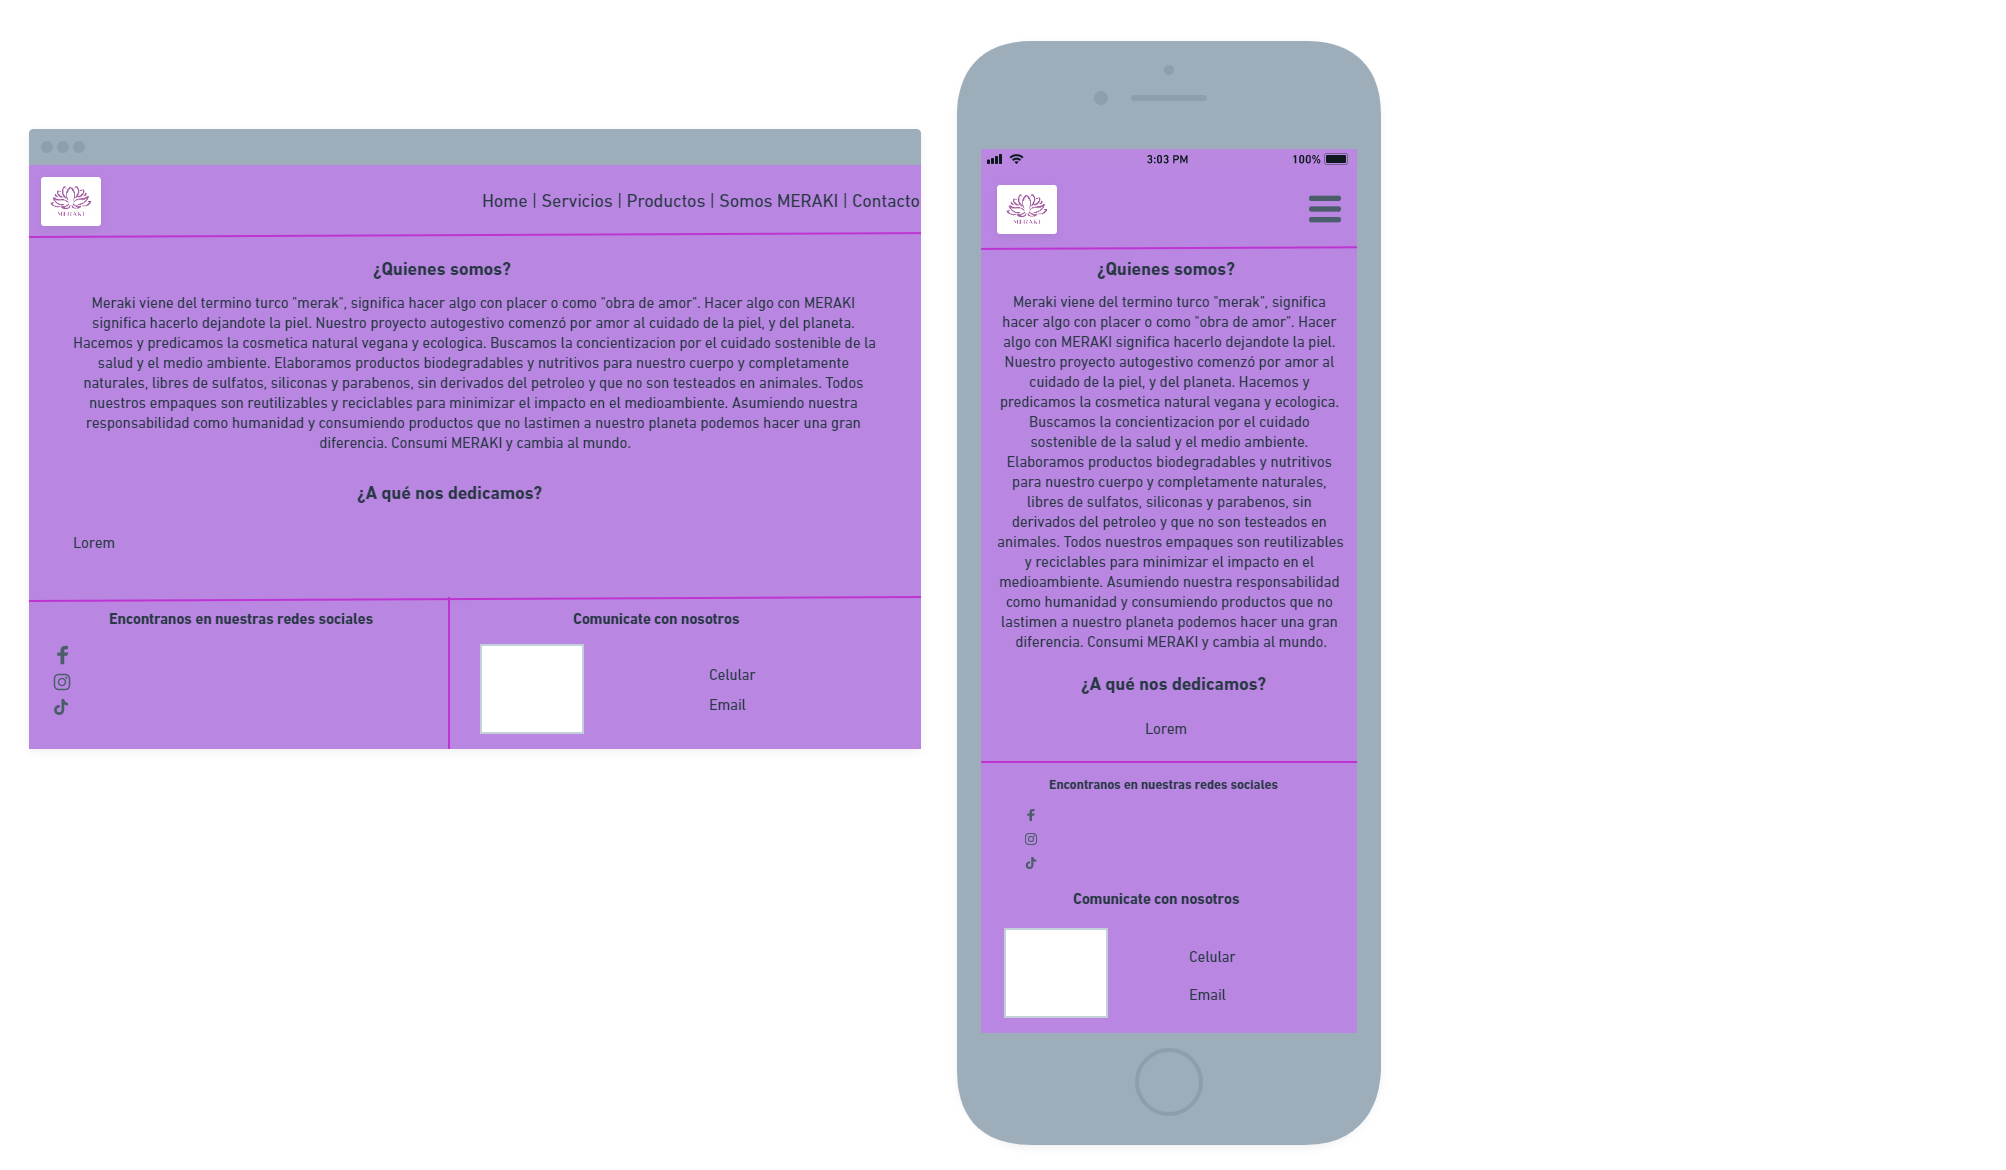 MERAKI
Home | Servicios | Productos | Somos MERAKI | Contacto
¿Quienes somos?
Meraki viene del termino turco "merak", significa hacer algo con placer o como "obra de amor". Hacer algo con MERAKI
significa hacerlo dejandote la piel. Nuestro proyecto autogestivo comenzó por amor al cuidado de la piel, y del planeta.
Hacemos y predicamos la cosmetica natural vegana y ecologica. Buscamos la concientizacion por el cuidado sostenible de la
salud y el medio ambiente. Elaboramos productos biodegradables y nutritivos para nuestro cuerpo y completamente
naturales, libres de sulfatos, siliconas y parabenos, sin derivados del petroleo y que no son testeados en animales. Todos
nuestros empaques son reutilizables y reciclables para minimizar el impacto en el medioambiente. Asumiendo nuestra
responsabilidad como humanidad y consumiendo productos que no lastimen a nuestro planeta podemos hacer una gran
diferencia. Consumi MERAKI y cambia al mundo.
¿A qué nos dedicamos?
Lorem
Encontranos en nuestras redes sociales
Comunicate con nosotros
Celular
Email
3:03 PM
100%
MERAKI
¿Quienes somos?
Meraki viene del termino turco "merak", significa
hacer algo con placer o como "obra de amor". Hacer
algo con MERAKI significa hacerlo dejandote la piel.
Nuestro proyecto autogestivo comenzó por amor al
cuidado de la piel, y del planeta. Hacemos y
predicamos la cosmetica natural vegana y ecologica.
Buscamos la concientizacion por el cuidado
sostenible de la salud y el medio ambiente.
Elaboramos productos biodegradables y nutritivos
para nuestro cuerpo y completamente naturales,
libres de sulfatos, siliconas y parabenos, sin
derivados del petroleo y que no son testeados en
animales. Todos nuestros empaques son reutilizables
y reciclables para minimizar el impacto en el
medioambiente. Asumiendo nuestra responsabilidad
como humanidad y consumiendo productos que no
lastimen a nuestro planeta podemos hacer una gran
diferencia. Consumi MERAKI y cambia al mundo.
¿A qué nos dedicamos?
Lorem
Encontranos en nuestras redes sociales
Comunicate con nosotros
Celular
Email